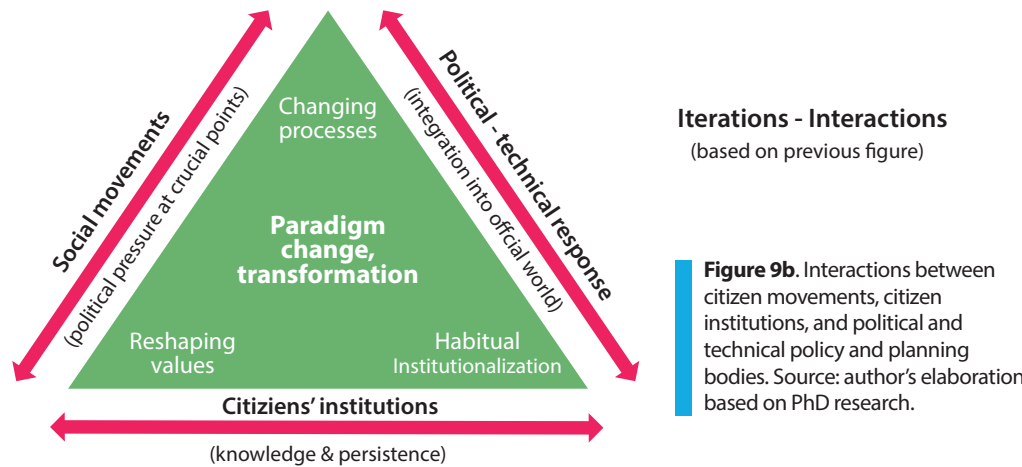 Social movements
(political pressure at crucial points)
Political - technical response
(integration into offcial world)
Changing
processes
Paradigm
change,
transformation
Reshaping
values
Habitual
Institutionalization
Citiziens’ institutions
(knowledge & persistence)
Iterations - Interactions
(based on previous figure)
Figure 9b. Interactions between
citizen movements, citizen
institutions, and political and
technical policy and planning
bodies. Source: author’s elaboration
based on PhD research.